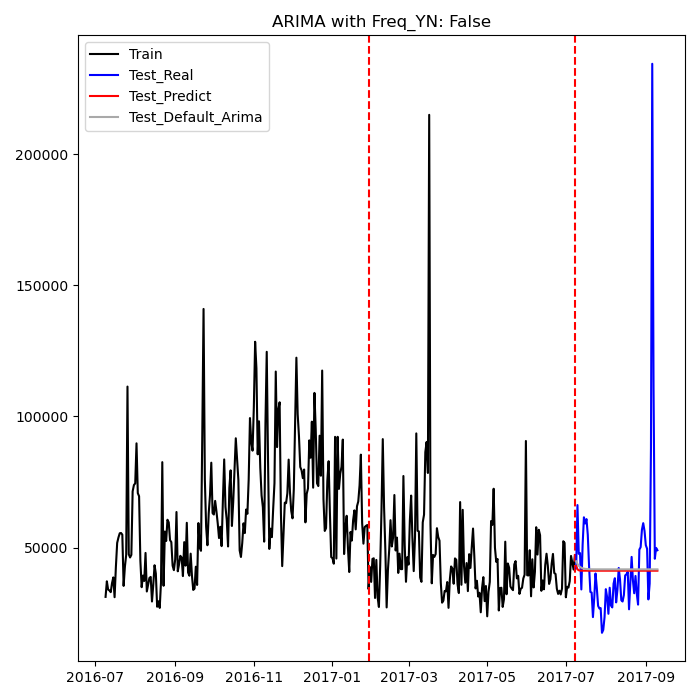 ARIMA with Freq_YN: False
Train
Test_Real
Test_Predict
Test_Default_Arima
200000
150000
100000
50000
2016-07 2016-09 2016-11 2017-01 2017-03 2017-05 2017-07 2017-09